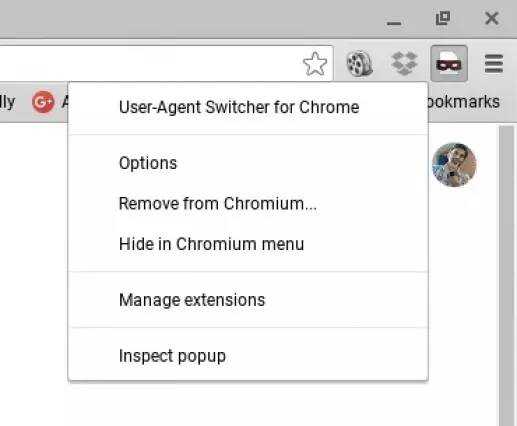 lly
G+
ookmarks
User-Agent Switcher for Chrome
Options
Remove from Chromium...
Hide in Chromium menu
Manage extensions
Inspect popup